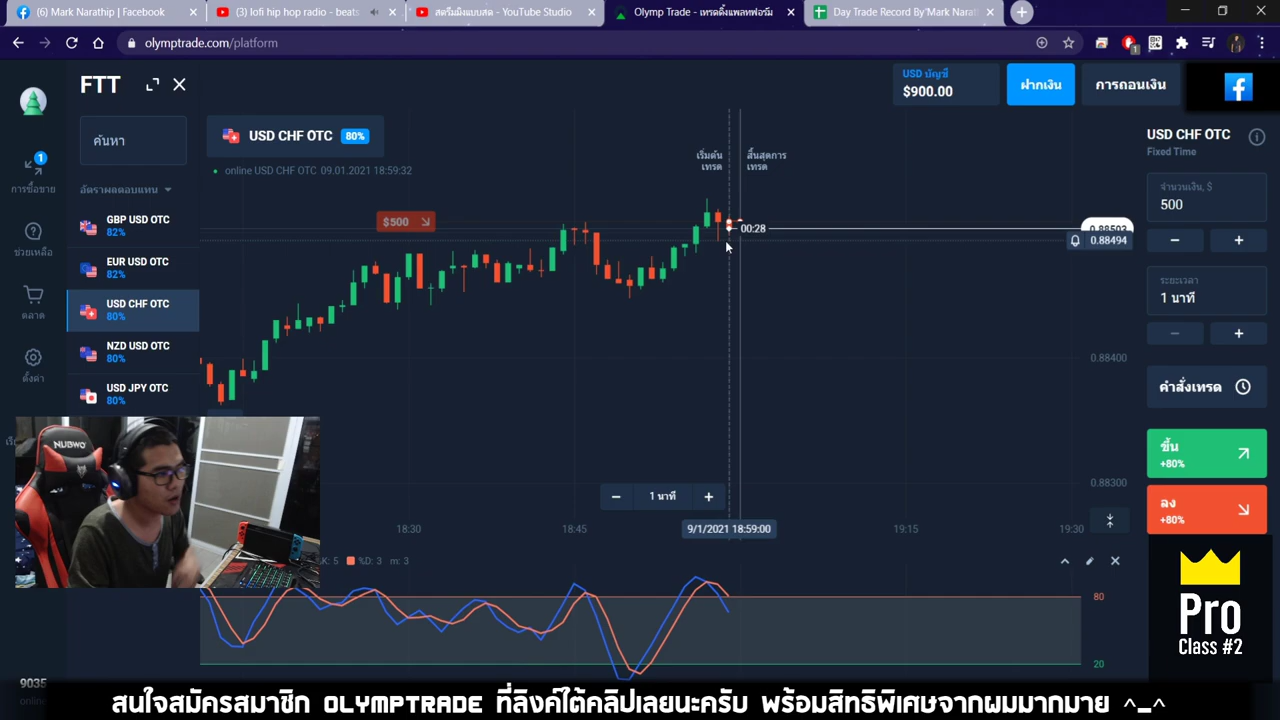 (6) Mark Narathip | Facebook
(3) lofi hip hop radio - beats
สตรีมมิงแบบสด - YouTube Studio
Olymp Trade - เทรดดิ้งแพลทฟอร์ม
Day Trade Record By Mark Narat
olymptrade.com/platform
1
FTT
USD บัญชี
$900.00
ฝากเงิน
การถอนเงิน
ค้นหา
USD CHF OTC 80%
online USD CHF OTC 09.01.2021 18:59:32
เริ่มต้น
เทรด
สิ้นสุดการ
เทรด
USD CHF OTC
Fixed Time
1
การซื้อขาย
อัตราผลตอบแทน
GBP USD OTC
82%
ช่วยเหลือ
EUR USD OTC
82%
ตลาด
USD CHF OTC
80%
ตั้งค่า
NZD USD OTC
80%
USD JPY OTC
80%
$500
00:28
0.88503
0.88494
0.88400
0.88300
จำนวนเงิน, $
500
ระยะเวลา
1 นาที
คำสั่งเทรด
ขึ้น
+80%
ลง
+80%
1 นาที
18:30
18:45
9/1/2021 18:59:00
19:15
19:30
K: 5 %D: 3 m: 3
80
20
NUBWO
Pro
Class #2
9035
online
สนใจสมัครสมาชิก OLYMPTRADE ที่ลิงค์ใต้คลิปเลยนะครับ พร้อมสิทธิพิเศษจากผมมากมาย ^_^